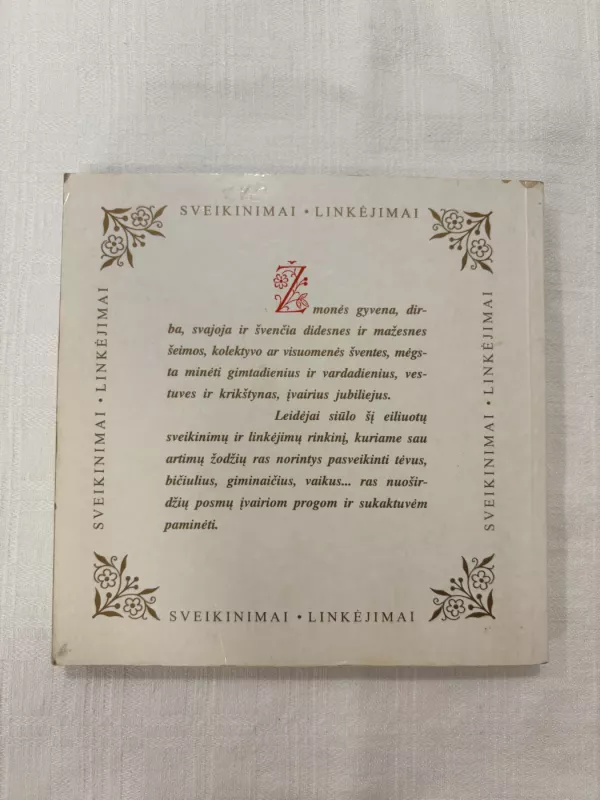 SVEIKINIMAI • LINKĖJIMAI
SVEIKINIMAI • LINKĖJIMAI
SVEIKINIMAI • LINKĖJIMAI
Žmonės gyvena, dir-
ba, svajoja ir švenčia didesnes ir mažesnes
šeimos, kolektyvo ar visuomenės šventes, mėgs-
ta minėti gimtadienius ir vardadienius, ves-
tuves ir krikštynas, įvairius jubiliejus.
Leidėjai siūlo šį eiliuotų
sveikinimų ir linkėjimų rinkinį, kuriame sau
artimų žodžių ras norintys pasveikinti tėvus,
bičiulius, giminaičius, vaikus... ras nuošir-
džių posmų įvairiom progom ir sukaktuvėm
paminėti.
SVEIKINIMAI • LINKĖJIMAI